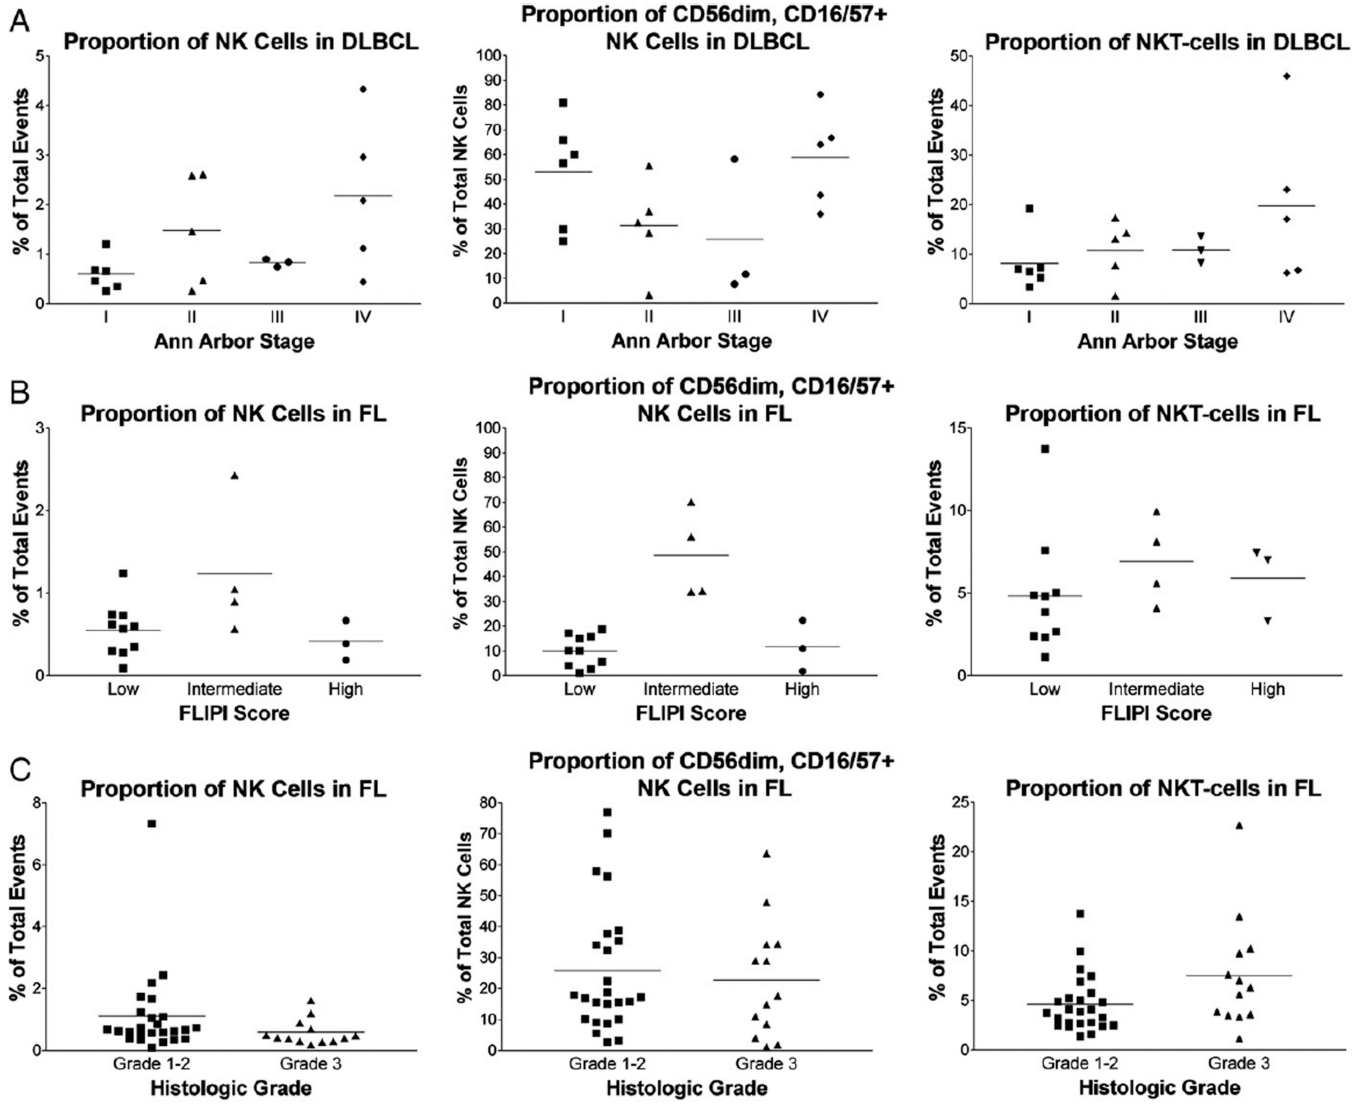 A
Proportion of NK Cells in DLBCL
5
4
3
2
1
0
% of Total Events
I II III IV
Ann Arbor Stage
Proportion of CD56dim, CD16/57+
NK Cells in DLBCL
100
90
80
70
60
50
40
30
20
10
0
% of Total NK Cells
I II III IV
Ann Arbor Stage
Proportion of NKT-cells in DLBCL
50
40
30
20
10
0
% of Total Events
I II III IV
Ann Arbor Stage
B
Proportion of NK Cells in FL
3
2
1
0
% of Total Events
Low Intermediate High
FLIPI Score
Proportion of CD56dim, CD16/57+
NK Cells in FL
100
90
80
70
60
50
40
30
20
10
0
% of Total NK Cells
Low Intermediate High
FLIPI Score
Proportion of NKT-cells in FL
15
10
5
0
% of Total Events
Low Intermediate High
FLIPI Score
C
Proportion of NK Cells in FL
8
6
4
2
0
% of Total Events
Grade 1-2 Grade 3
Histologic Grade
Proportion of CD56dim, CD16/57+
NK Cells in FL
80
70
60
50
40
30
20
10
0
% of Total NK Cells
Grade 1-2 Grade 3
Histologic Grade
Proportion of NKT-cells in FL
25
20
15
10
5
0
% of Total Events
Grade 1-2 Grade 3
Histologic Grade